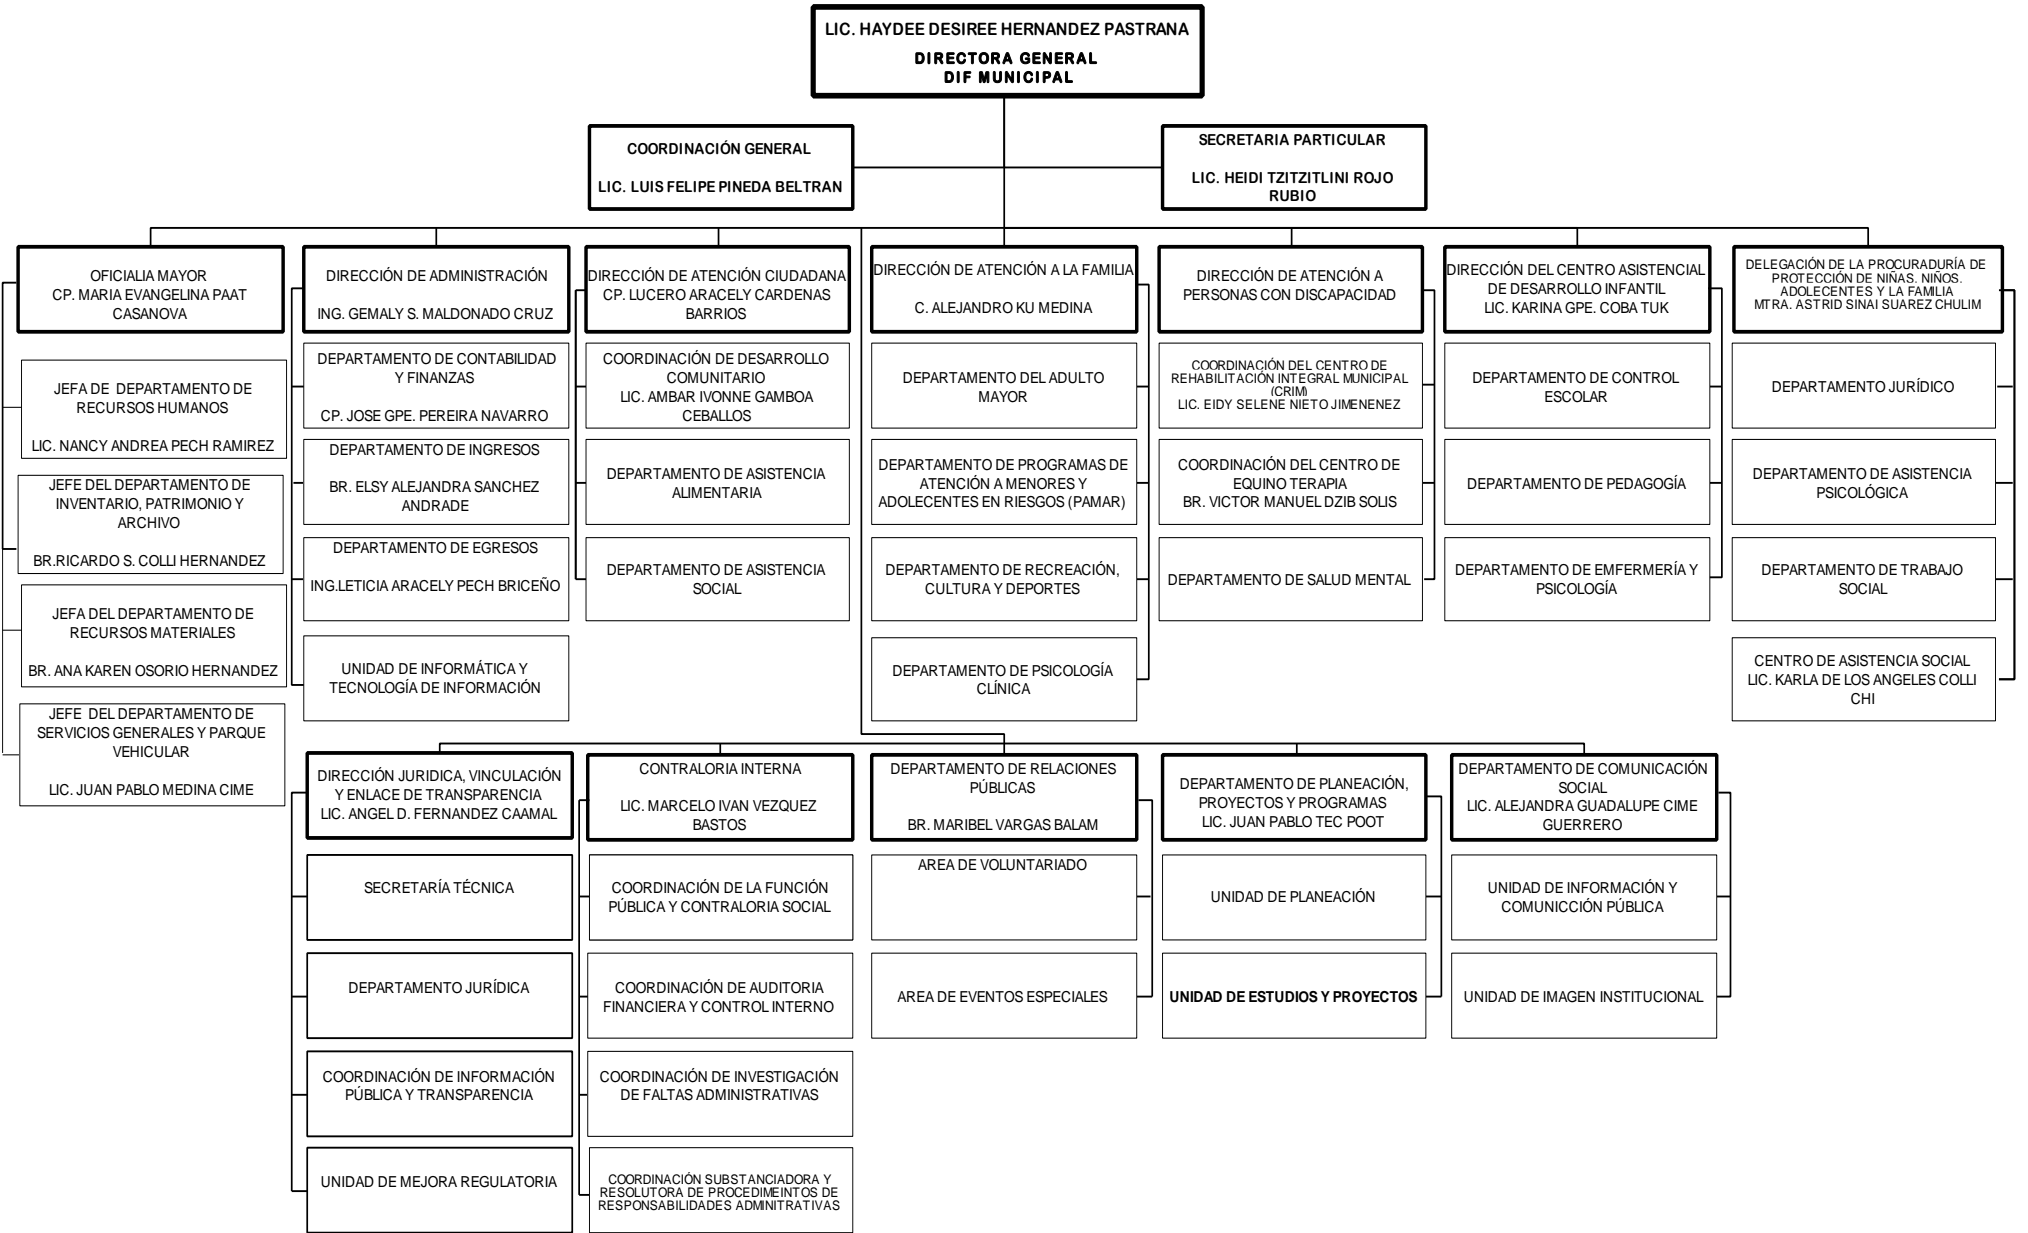 LIC. HAYDEE DESIREE HERNANDEZ PASTRANA
DIRECTORA GENERAL
DIF MUNICIPAL
COORDINACIÓN GENERAL
LIC. LUIS FELIPE PINEDA BELTRAN
SECRETARIA PARTICULAR
LIC. HEIDI TZITZITLINI ROJO
RUBIO
OFICIALIA MAYOR
CP. MARIA EVANGELINA PAAT
CASANOVA
JEFA DE DEPARTAMENTO DE
RECURSOS HUMANOS
LIC. NANCY ANDREA PECH RAMIREZ
JEFE DEL DEPARTAMENTO DE
INVENTARIO, PATRIMONIO Y
ARCHIVO
BR.RICARDO S. COLLI HERNANDEZ
JEFA DEL DEPARTAMENTO DE
RECURSOS MATERIALES
BR. ANA KAREN OSORIO HERNANDEZ
JEFE DEL DEPARTAMENTO DE
SERVICIOS GENERALES Y PARQUE
VEHICULAR
LIC. JUAN PABLO MEDINA CIME
DIRECCIÓN DE ADMINISTRACIÓN
ING. GEMALY S. MALDONADO CRUZ
DEPARTAMENTO DE CONTABILIDAD
Y FINANZAS
CP. JOSE GPE. PEREIRA NAVARRO
DEPARTAMENTO DE INGRESOS
BR. ELSY ALEJANDRA SANCHEZ
ANDRADE
DEPARTAMENTO DE EGRESOS
ING.LETICIA ARACELY PECH BRICEÑO
UNIDAD DE INFORMÁTICA Y
TECNOLOGÍA DE INFORMACIÓN
DIRECCIÓN DE ATENCIÓN CIUDADANA
CP. LUCERO ARACELY CARDENAS
BARRIOS
COORDINACIÓN DE DESARROLLO
COMUNITARIO
LIC. AMBAR IVONNE GAMBOA
CEBALLOS
DEPARTAMENTO DE ASISTENCIA
ALIMENTARIA
DEPARTAMENTO DE ASISTENCIA
SOCIAL
DIRECCIÓN DE ATENCIÓN A LA FAMILIA
C. ALEJANDRO KU MEDINA
DEPARTAMENTO DEL ADULTO
MAYOR
DEPARTAMENTO DE PROGRAMAS DE
ATENCIÓN A MENORES Y
ADOLECENTES EN RIESGOS (PAMAR)
DEPARTAMENTO DE RECREACIÓN,
CULTURA Y DEPORTES
DEPARTAMENTO DE PSICOLOGÍA
CLÍNICA
DIRECCIÓN DE ATENCIÓN A
PERSONAS CON DISCAPACIDAD
COORDINACIÓN DEL CENTRO DE
REHABILITACIÓN INTEGRAL MUNICIPAL
(CRIM)
LIC. EIDY SELENE NIETO JIMENENEZ
COORDINACIÓN DEL CENTRO DE
EQUINO TERAPIA
BR. VICTOR MANUEL DZIB SOLIS
DEPARTAMENTO DE SALUD MENTAL
DIRECCIÓN DEL CENTRO ASISTENCIAL
DE DESARROLLO INFANTIL
LIC. KARINA GPE. COBA TUK
DEPARTAMENTO DE CONTROL
ESCOLAR
DEPARTAMENTO DE PEDAGOGÍA
DEPARTAMENTO DE EMFERMERÍA Y
PSICOLOGÍA
DELEGACIÓN DE LA PROCURADURÍA DE
PROTECCIÓN DE NIÑAS. NIÑOS.
ADOLECENTES Y LA FAMILIA
MTRA. ASTRID SINAI SUAREZ CHULIM
DEPARTAMENTO JURÍDICO
DEPARTAMENTO DE ASISTENCIA
PSICOLÓGICA
DEPARTAMENTO DE TRABAJO
SOCIAL
CENTRO DE ASISTENCIA SOCIAL
LIC. KARLA DE LOS ANGELES COLLI
CHI
DIRECCIÓN JURIDICA, VINCULACIÓN
Y ENLACE DE TRANSPARENCIA
LIC. ANGEL D. FERNANDEZ CAAMAL
SECRETARÍA TÉCNICA
DEPARTAMENTO JURÍDICA
COORDINACIÓN DE INFORMACIÓN
PÚBLICA Y TRANSPARENCIA
UNIDAD DE MEJORA REGULATORIA
CONTRALORIA INTERNA
LIC. MARCELO IVAN VEZQUEZ
BASTOS
COORDINACIÓN DE LA FUNCIÓN
PÚBLICA Y CONTRALORIA SOCIAL
COORDINACIÓN DE AUDITORIA
FINANCIERA Y CONTROL INTERNO
COORDINACIÓN DE INVESTIGACIÓN
DE FALTAS ADMINISTRATIVAS
COORDINACIÓN SUBSTANCIADORA Y
RESOLUTORA DE PROCEDIMEINTOS DE
RESPONSABILIDADES ADMINITRATIVAS
DEPARTAMENTO DE RELACIONES
PÚBLICAS
BR. MARIBEL VARGAS BALAM
AREA DE VOLUNTARIADO
AREA DE EVENTOS ESPECIALES
DEPARTAMENTO DE PLANEACIÓN,
PROYECTOS Y PROGRAMAS
LIC. JUAN PABLO TEC POOT
UNIDAD DE PLANEACIÓN
UNIDAD DE ESTUDIOS Y PROYECTOS
DEPARTAMENTO DE COMUNICACIÓN
SOCIAL
LIC. ALEJANDRA GUADALUPE CIME
GUERRERO
UNIDAD DE INFORMACIÓN Y
COMUNICCIÓN PÚBLICA
UNIDAD DE IMAGEN INSTITUCIONAL